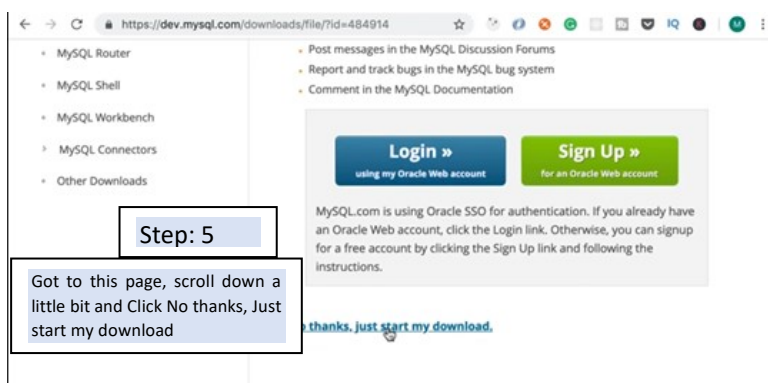 https://dev.mysql.com/downloads/file/?id=484914
IQ
M
MySQL Router
MySQL Shell
MySQL Workbench
MySQL Connectors
Other Downloads
Post messages in the MySQL Discussion Forums
Report and track bugs in the MySQL bug system
Comment in the MySQL Documentation
Login »
using my Oracle Web account
Sign Up »
for an Oracle Web account
MySQL.com is using Oracle SSO for authentication. If you already have
an Oracle Web account, click the Login link. Otherwise, you can signup
for a free account by clicking the Sign Up link and following the
instructions.
Step: 5
Got to this page, scroll down a
little bit and Click No thanks, Just
start my download
thanks, just start my download.